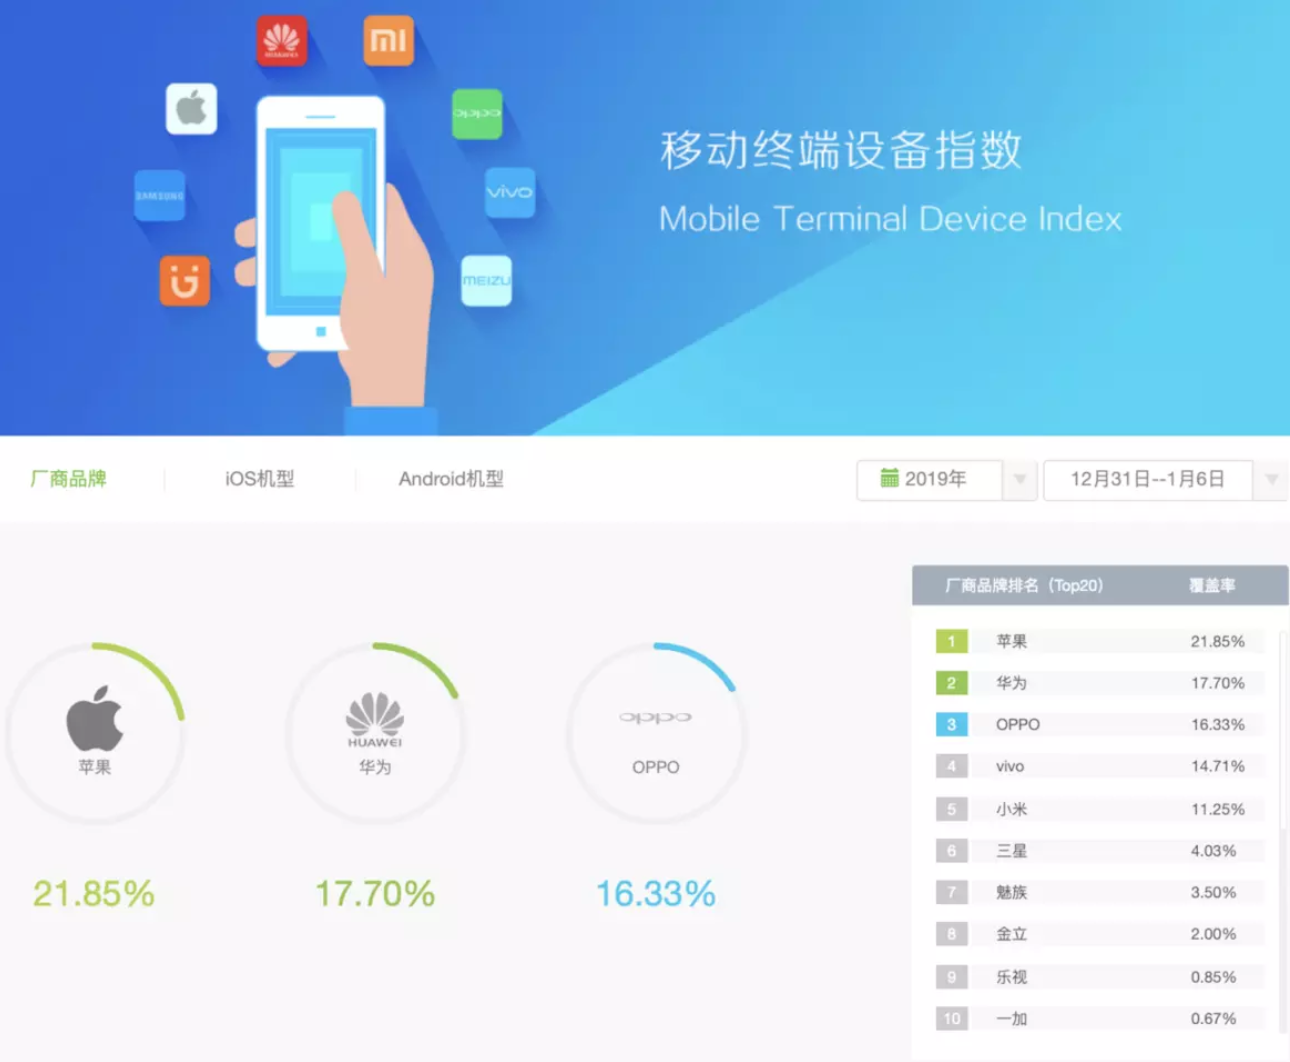 HUAWEI
mi
oppo
SAMSUNG
vivo
MEIZU
移动终端设备指数
Mobile Terminal Device Index
厂商品牌
iOS机型
Android机型
2019年
12月31日--1月6日
厂商品牌排名（Top20） 覆盖率
1 苹果 21.85%
2 华为 17.70%
3 OPPO 16.33%
4 vivo 14.71%
5 小米 11.25%
6 三星 4.03%
7 魅族 3.50%
8 金立 2.00%
9 乐视 0.85%
10 一加 0.67%
苹果
21.85%
HUAWEI
华为
17.70%
oppo
OPPO
16.33%